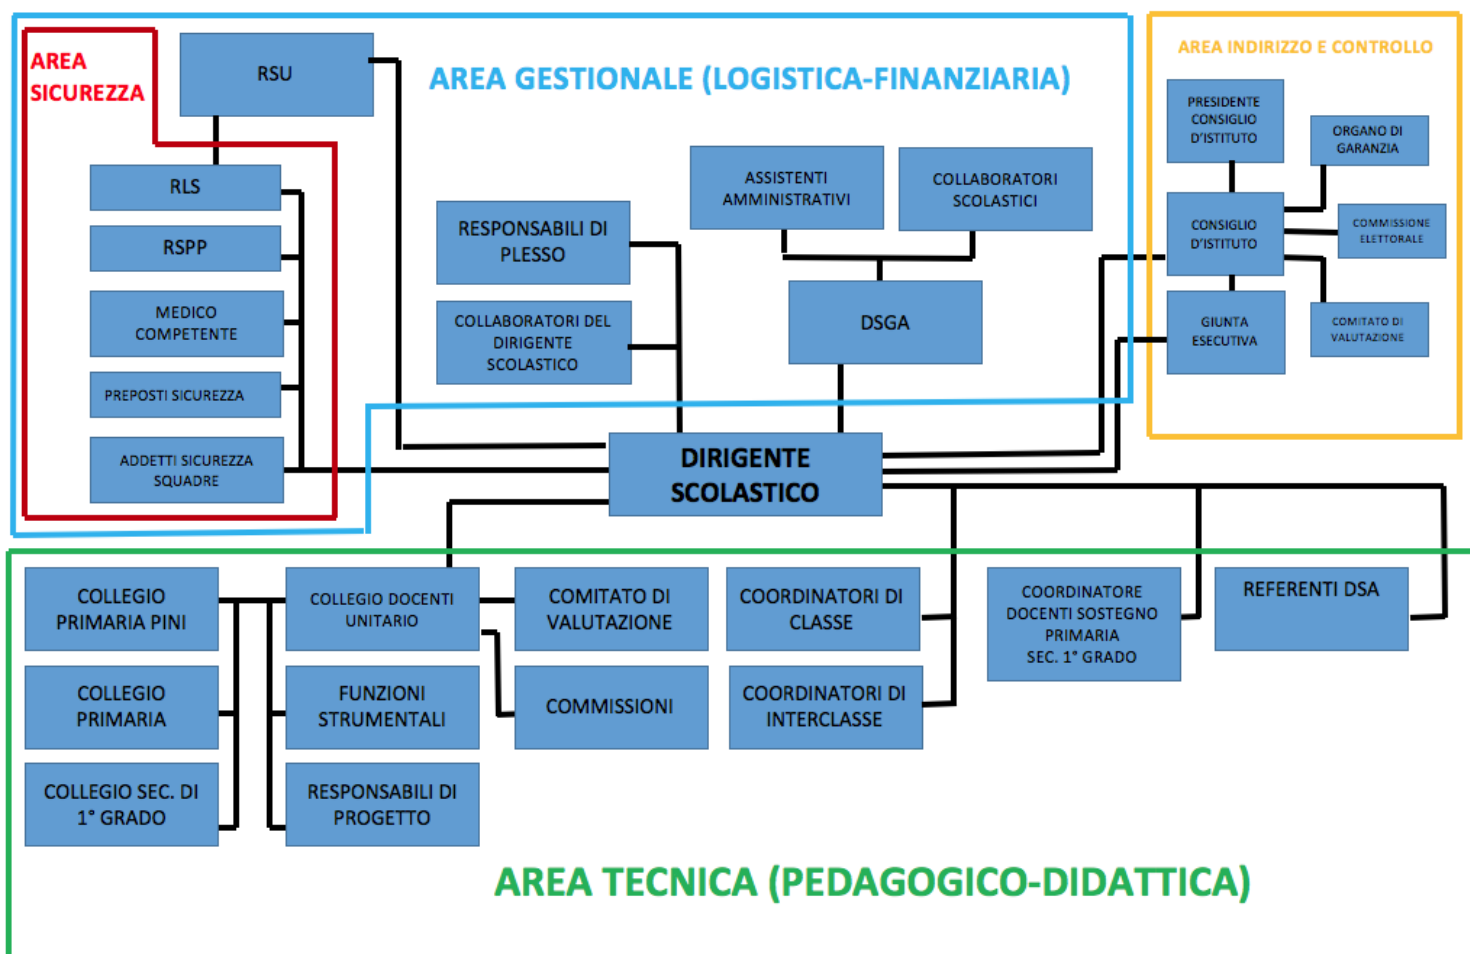 AREA
SICUREZZA
RSU
RLS
RSPP
MEDICO
COMPETENTE
PREPOSTI SICUREZZA
ADDETTI SICUREZZA
SQUADRE
AREA GESTIONALE (LOGISTICA-FINANZIARIA)
RESPONSABILI DI
PLESSO
COLLABORATORI DEL
DIRIGENTE
SCOLASTICO
ASSISTENTI
AMMINISTRATIVI
COLLABORATORI
SCOLASTICI
DSGA
AREA INDIRIZZO E CONTROLLO
PRESIDENTE
CONSIGLIO
D'ISTITUTO
ORGANO DI
GARANZIA
CONSIGLIO
D'ISTITUTO
COMMISSIONE
ELETTORALE
GIUNTA
ESECUTIVA
COMITATO DI
VALUTAZIONE
DIRIGENTE
SCOLASTICO
COLLEGIO
PRIMARIA PINI
COLLEGIO DOCENTI
UNITARIO
COMITATO DI
VALUTAZIONE
COORDINATORI DI
CLASSE
COORDINATORE
DOCENTI SOSTEGNO
PRIMARIA
SEC. 1° GRADO
REFERENTI DSA
COLLEGIO
PRIMARIA
FUNZIONI
STRUMENTALI
COMMISSIONI
COORDINATORI DI
INTERCLASSE
COLLEGIO SEC. DI
1° GRADO
RESPONSABILI DI
PROGETTO
AREA TECNICA (PEDAGOGICO-DIDATTICA)